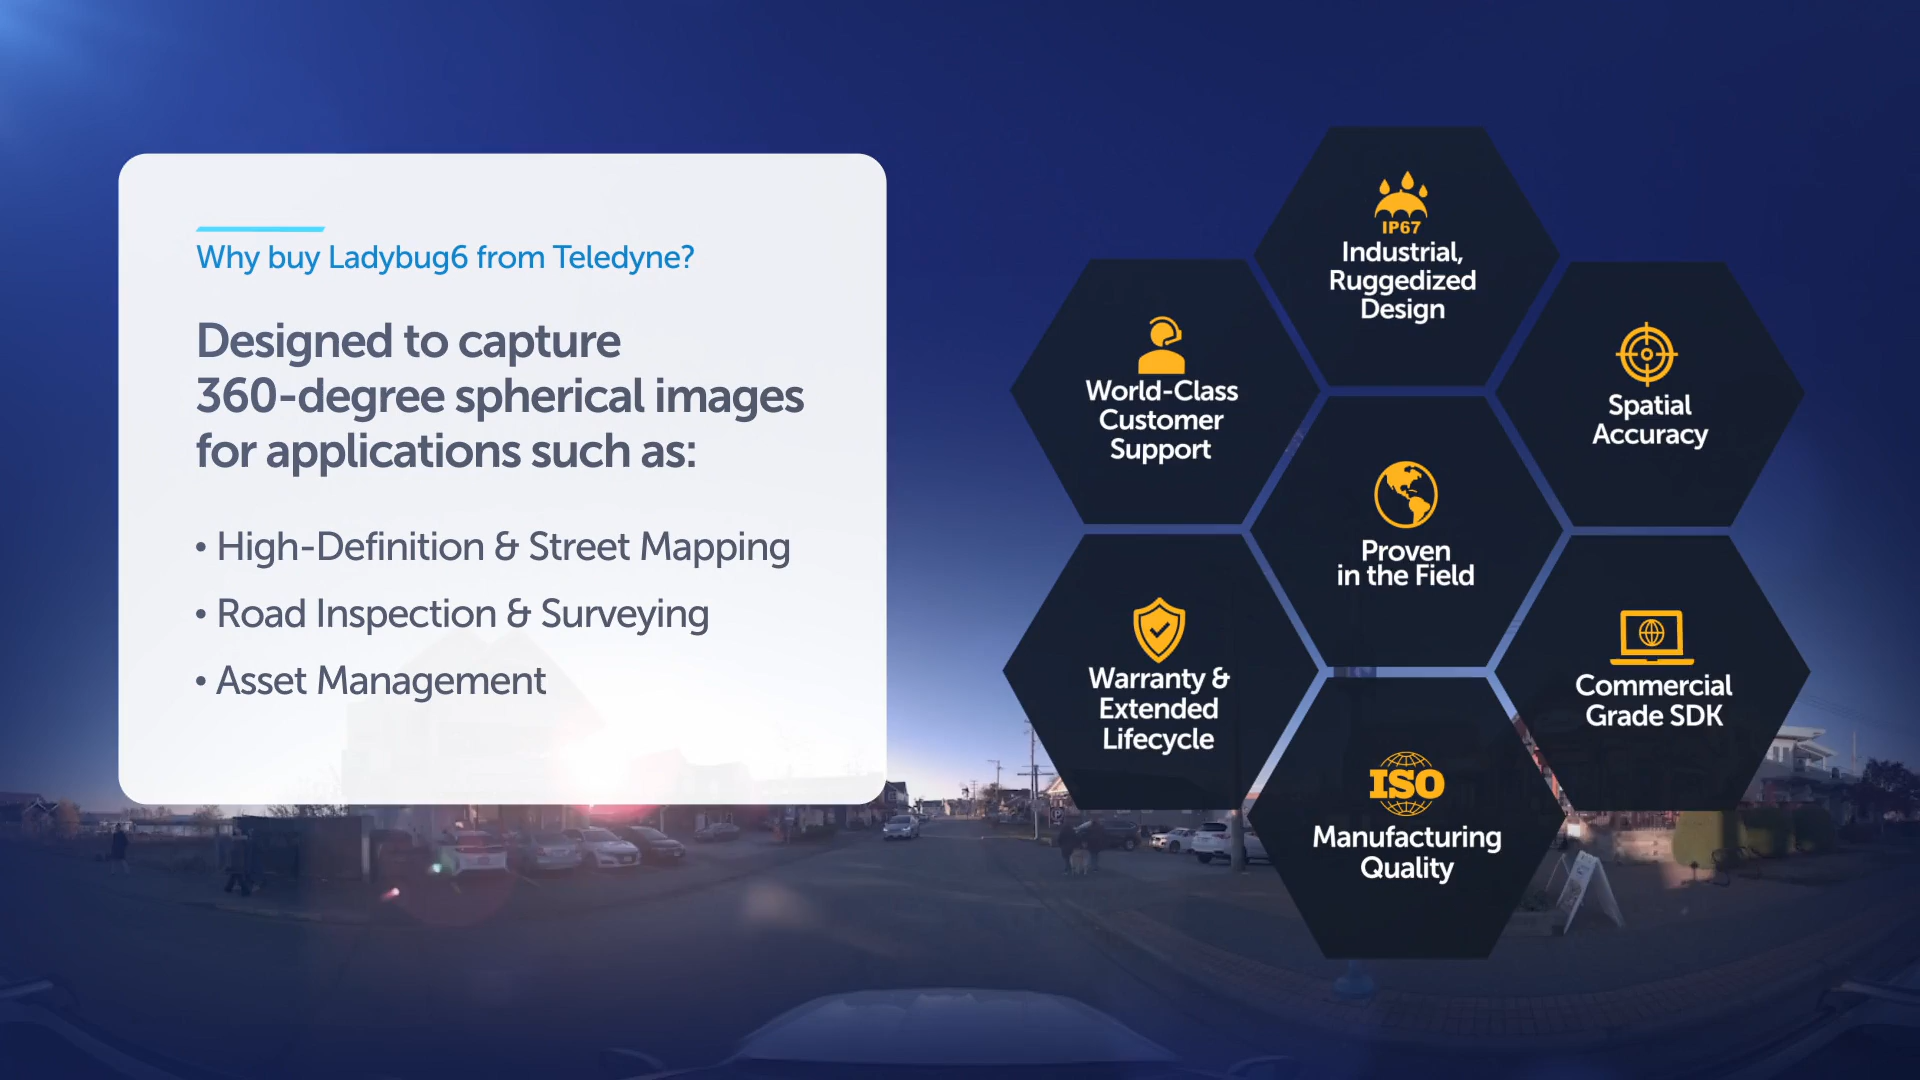 Why buy Ladybug6 from Teledyne?
Designed to capture
360-degree spherical images
for applications such as:
• High-Definition & Street Mapping
• Road Inspection & Surveying
• Asset Management
IP67
Industrial,
Ruggedized
Design
World-Class
Customer
Support
Spatial
Accuracy
Proven
in the Field
Warranty &
Extended
Lifecycle
Commercial
Grade SDK
ISO
Manufacturing
Quality